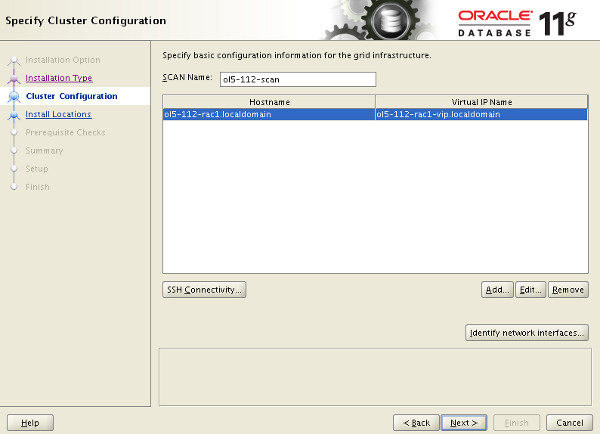 Specify Cluster Configuration
ORACLE
DATABASE 11g
Installation Option
Installation Type
Cluster Configuration
Install Locations
Prerequisite Checks
Summary
Setup
Finish
Specify basic configuration information for the grid infrastructure.
SCAN Name: ol5-112-scan
Hostname Virtual IP Name
ol5-112-rac1.localdomain ol5-112-rac1-vip.localdomain
SSH Connectivity... Add... Edit... Remove
Identify network interfaces...
Help < Back Next > Finish Cancel